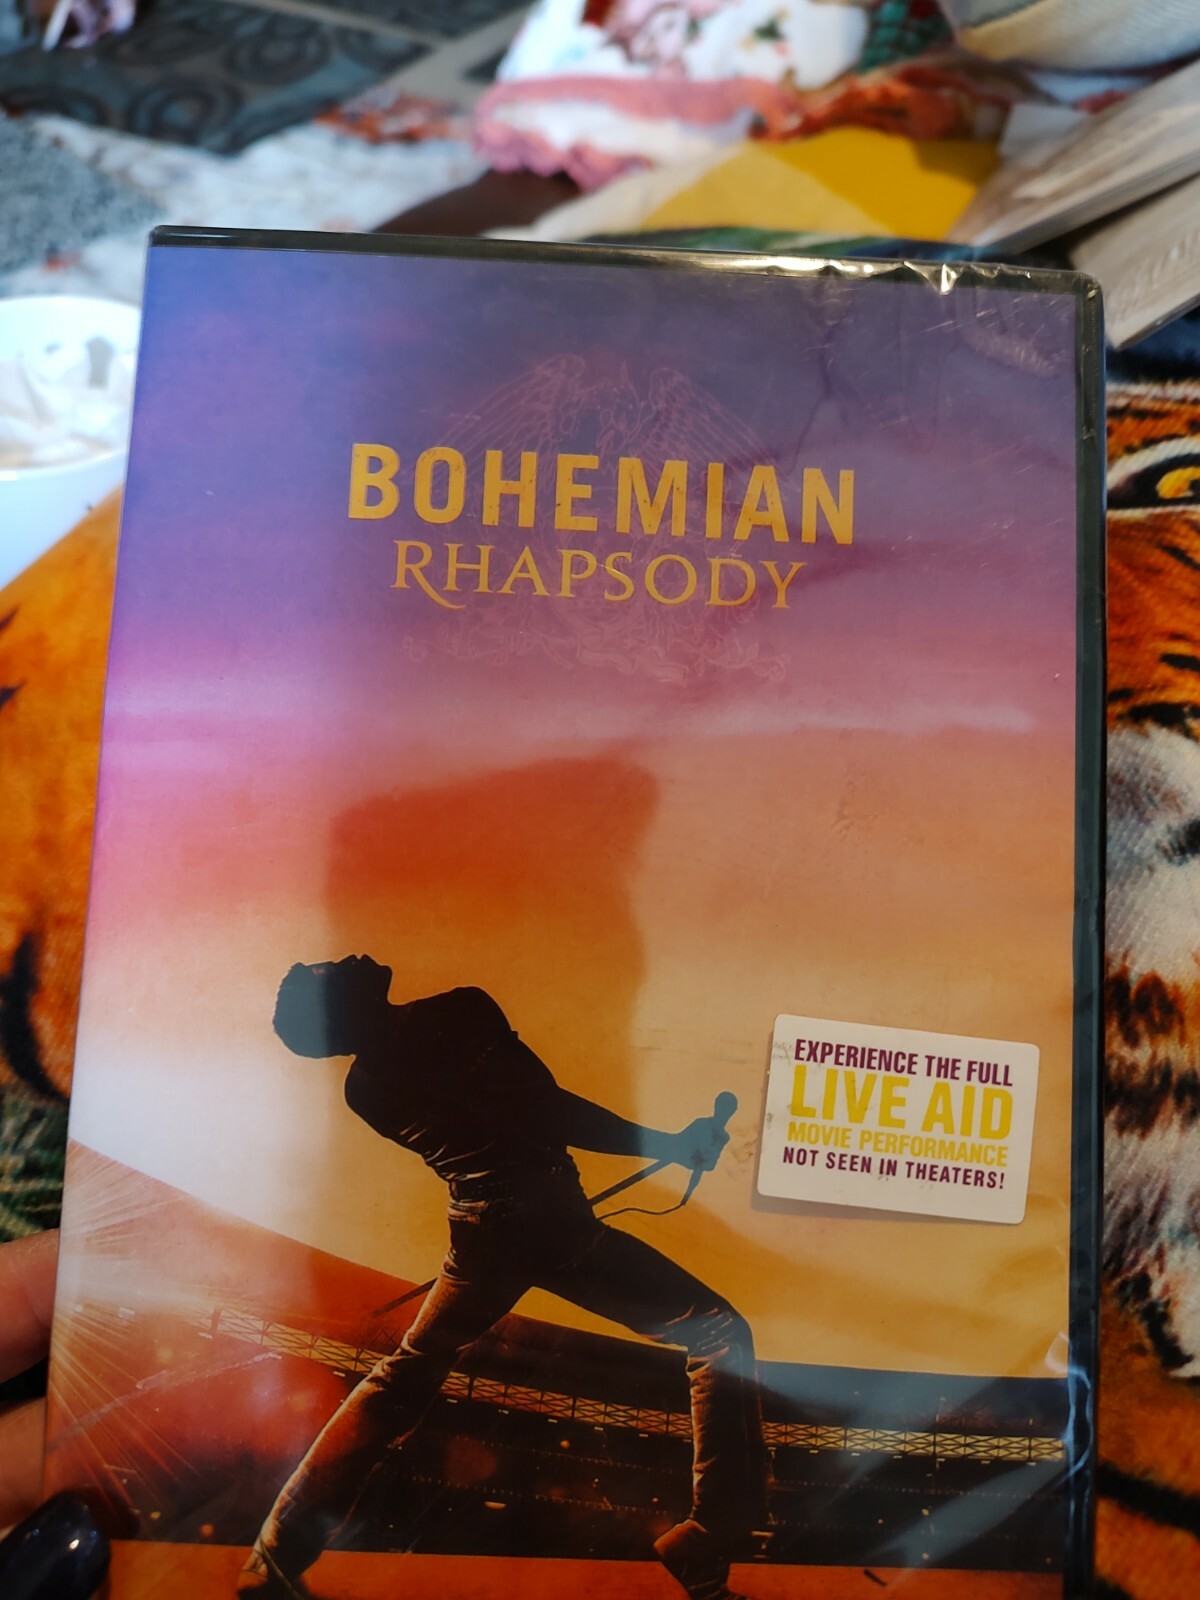 BOHEMIAN
RHAPSODY
EXPERIENCE THE FULL
LIVE AID
MOVIE PERFORMANCE
NOT SEEN IN THEATERS!